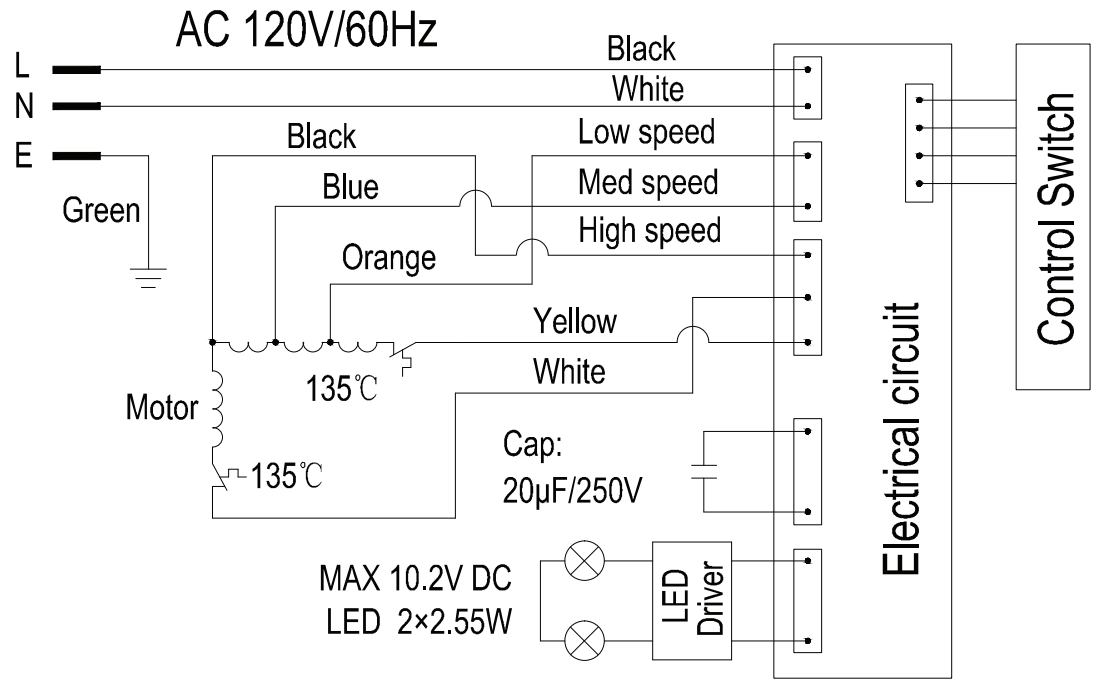 AC 120V/60Hz
L
N
E
Green
Black
White
Black
Low speed
Blue
Med speed
Orange
High speed
Yellow
White
135℃
Motor
135℃
Cap:
20µF/250V
MAX 10.2V DC
LED 2×2.55W
LED
Driver
Electrical circuit
Control Switch